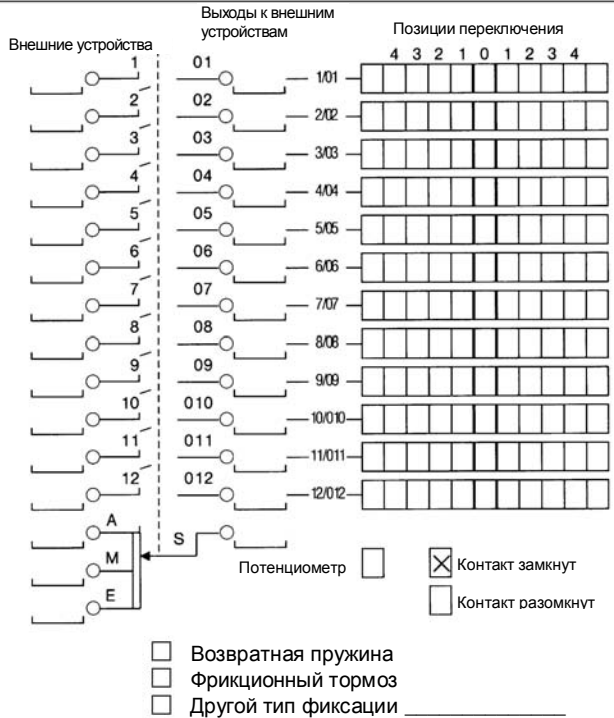 Выходы к внешним
устройствам
Внешние устройства
Позиции переключения
4 3 2 1 0 1 2 3 4
1 01 1/01
2 02 2/02
3 03 3/03
4 04 4/04
5 05 5/05
6 06 6/06
7 07 7/07
8 08 8/08
9 09 9/09
10 010 10/010
11 011 11/011
12 012 12/012
A
S
M
E
Потенциометр
Контакт замкнут
Контакт разомкнут
Возвратная пружина
Фрикционный тормоз
Другой тип фиксации